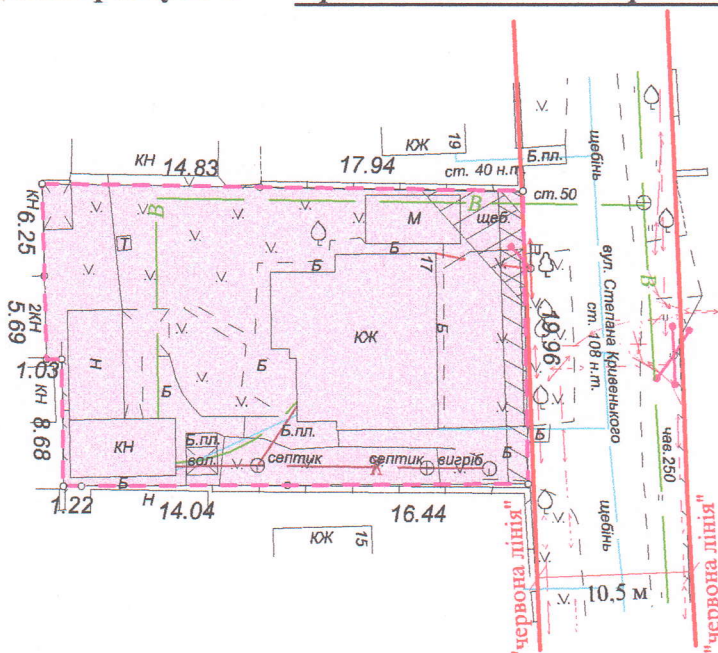 КЖ
19
Б.пл.
щебінь
КН
14.83
17.94
ст. 40 н.т.
ст.50
КН
6.25
В
В
М
щеб.
Т
Б
17
Б
вул. Степана Кривенького
ст. 108 н.т.
В
2КН
5.69
Н
КЖ
Б
19.96
1.03
КН
8.68
Б
Б
КН
Б.пл.
Б.пл.
вол.
септик
К
септик
вигріб
Б
Б
чав.250
1.22
Б
Н
14.04
16.44
КЖ
15
щебінь
10,5 м
"червона лінія"
"червона лінія"